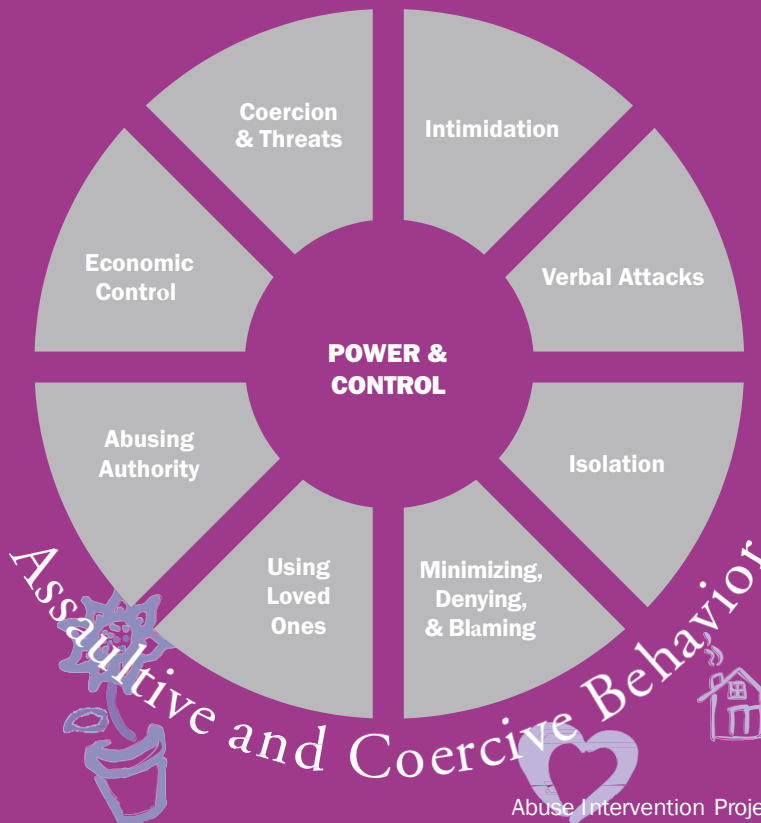 Coercion
& Threats
Intimidation
Verbal Attacks
Isolation
Minimizing,
Denying,
& Blaming
Using
Loved
Ones
Abusing
Authority
Economic
Control
POWER &
CONTROL
Assaultive and Coercive Behavior
Abuse Intervention Proje